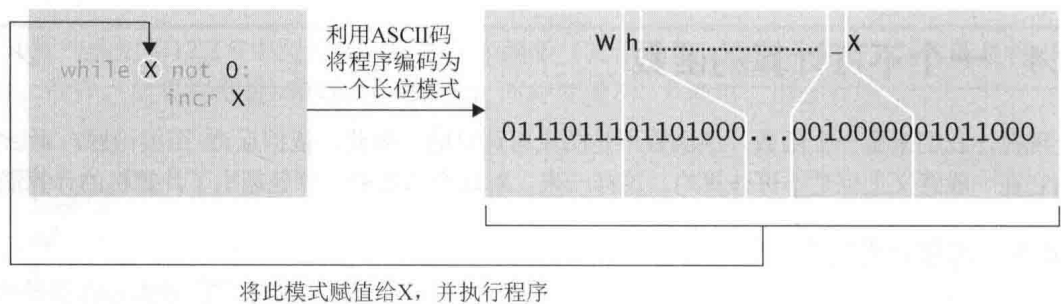 while X not 0:
incr X
利用ASCII码
将程序编码为
一个长位模式
W h..............................X
0111011101101000....0010000001011000
将此模式赋值给X，并执行程序